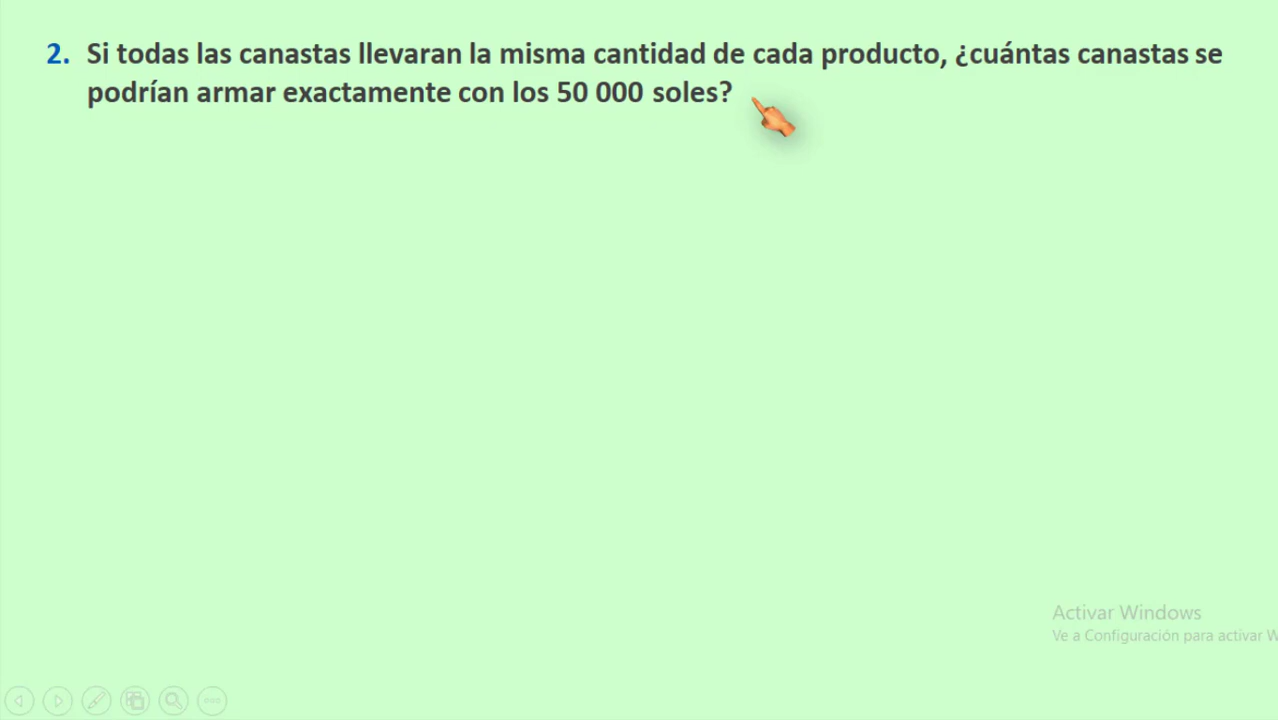 2. Si todas las canastas llevaran la misma cantidad de cada producto, ¿cuántas canastas se
podrían armar exactamente con los 50 000 soles?
Activar Windows
Ve a Configuración para activar W